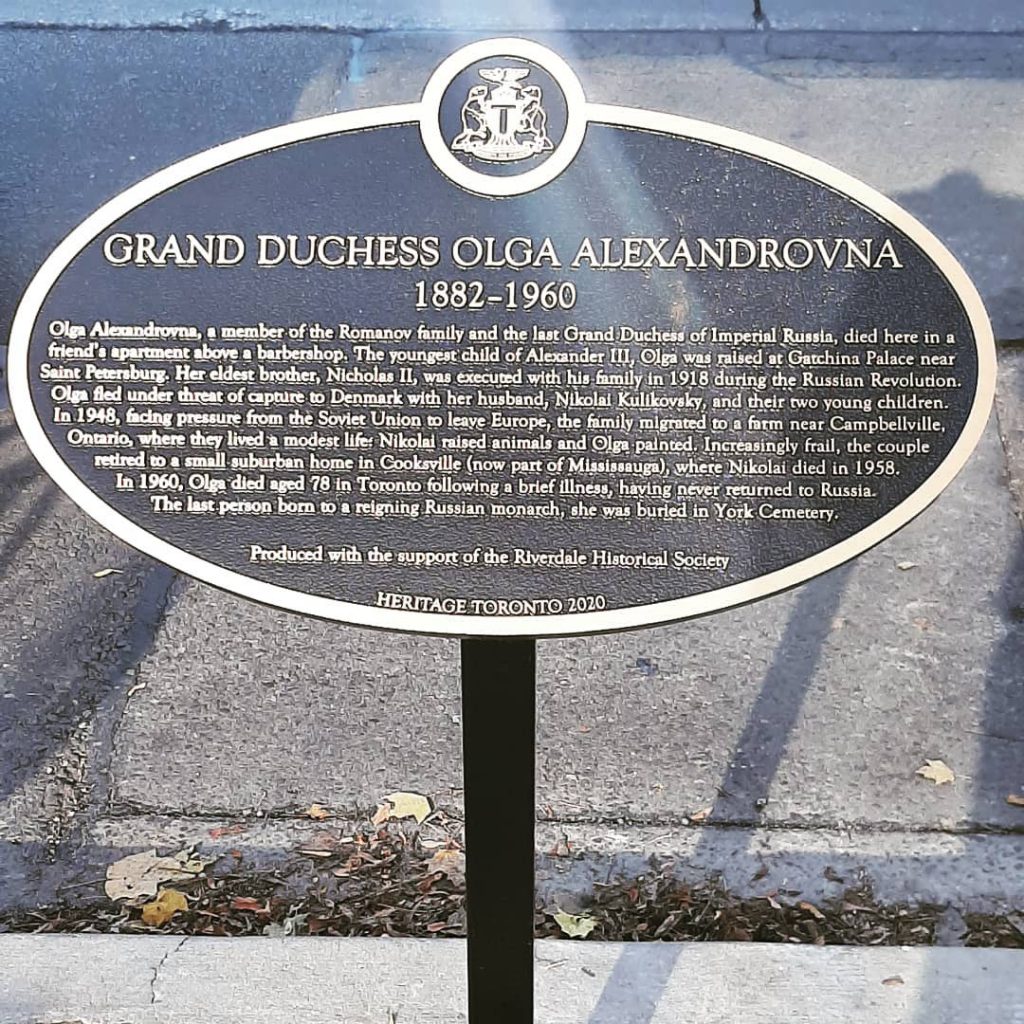 T
GRAND DUCHESS OLGA ALEXANDROVNA
1882–1960
Olga Alexandrovna, a member of the Romanov family and the last Grand Duchess of Imperial Russia, died here in a
friend's apartment above a barbershop. The youngest child of Alexander III, Olga was raised at Gatchina Palace near
Saint Petersburg. Her eldest brother, Nicholas II, was executed with his family in 1918 during the Russian Revolution.
Olga fled under threat of capture to Denmark with her husband, Nikolai Kulikovsky, and their two young children.
In 1948, facing pressure from the Soviet Union to leave Europe, the family migrated to a farm near Campbellville,
Ontario, where they lived a modest life: Nikolai raised animals and Olga painted. Increasingly frail, the couple
retired to a small suburban home in Cooksville (now part of Mississauga), where Nikolai died in 1958.
In 1960, Olga died aged 78 in Toronto following a brief illness, having never returned to Russia.
The last person born to a reigning Russian monarch, she was buried in York Cemetery.
Produced with the support of the Riverdale Historical Society
HERITAGE TORONTO 2020